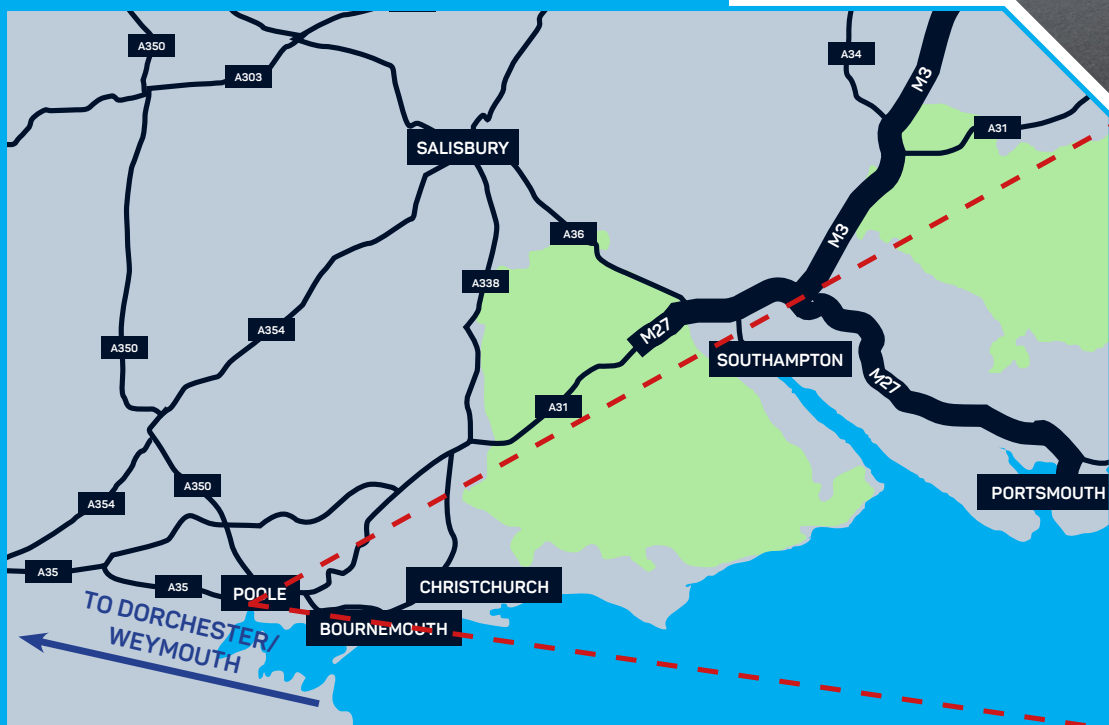 A350
A34
M3
A303
A31
SALISBURY
A36
M3
A338
A354
M27
A350
SOUTHAMPTON
M27
A31
A350
PORTSMOUTH
A354
A35
A35
POOLE
CHRISTCHURCH
BOURNEMOUTH
TO DORCHESTER/
WEYMOUTH